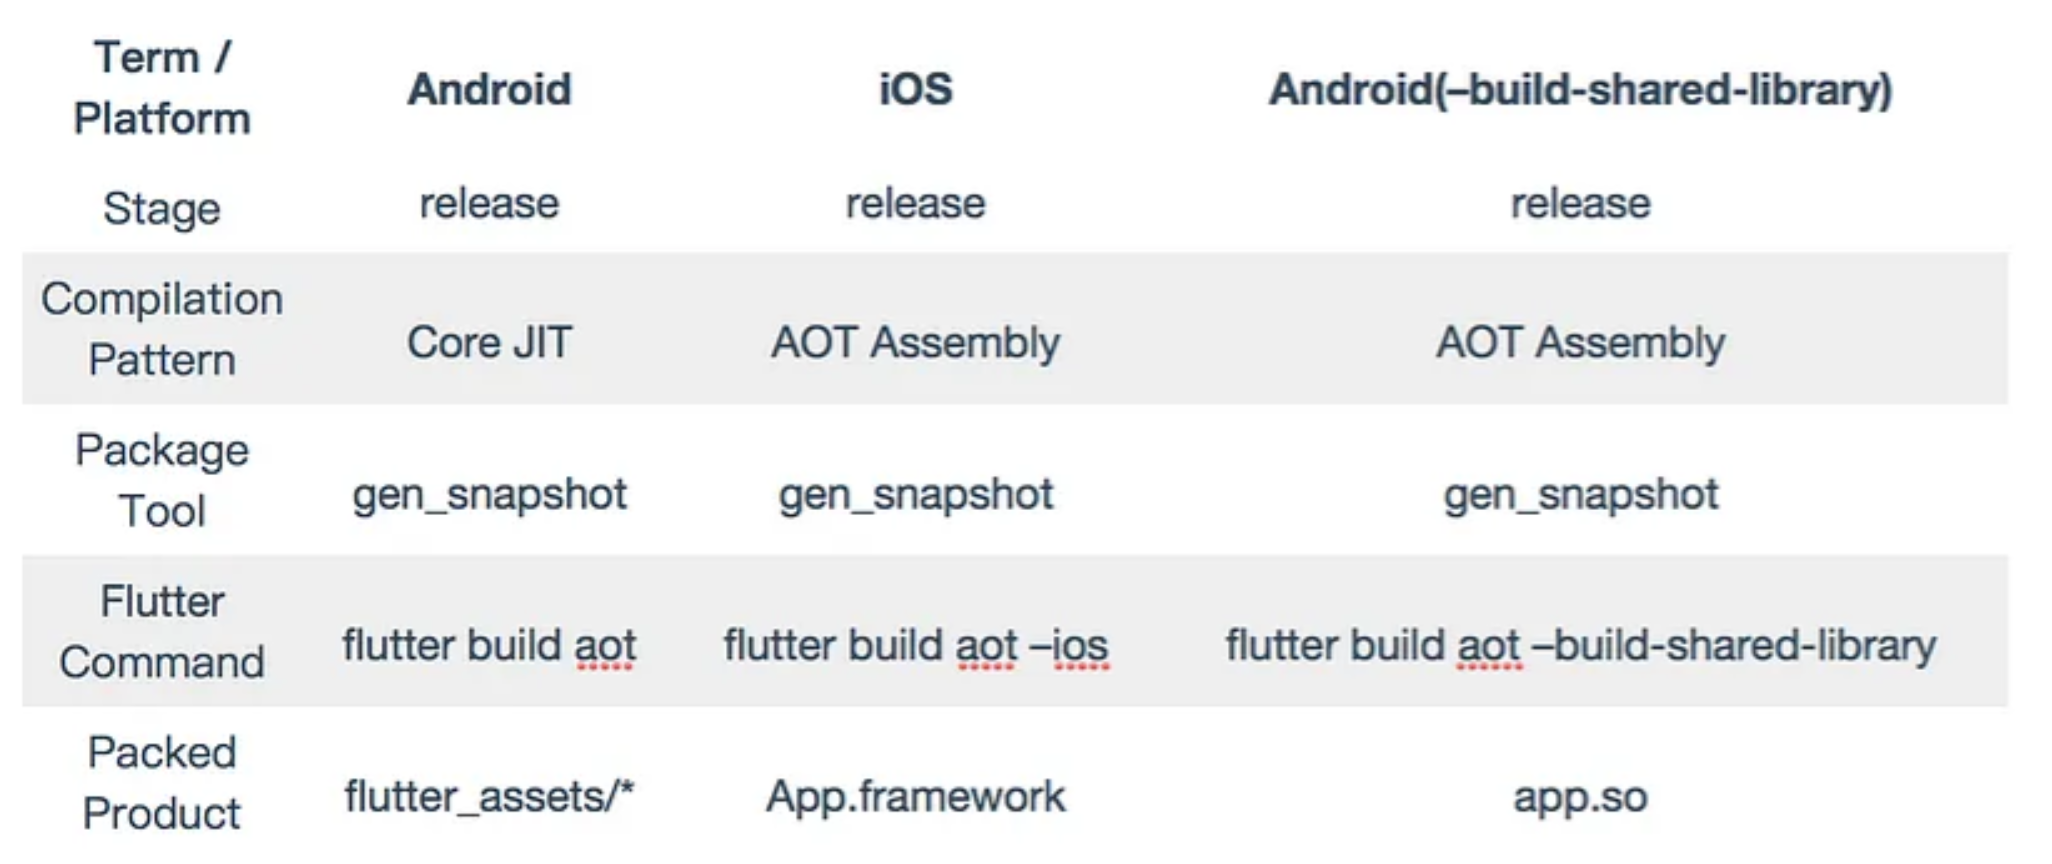 Term /
Platform
Android
iOS
Android(–build-shared-library)
Stage
release
release
release
Compilation
Pattern
Core JIT
AOT Assembly
AOT Assembly
Package
Tool
gen_snapshot
gen_snapshot
gen_snapshot
Flutter
Command
flutter build aot
flutter build aot –ios
flutter build aot –build-shared-library
Packed
Product
flutter_assets/*
App.framework
app.so